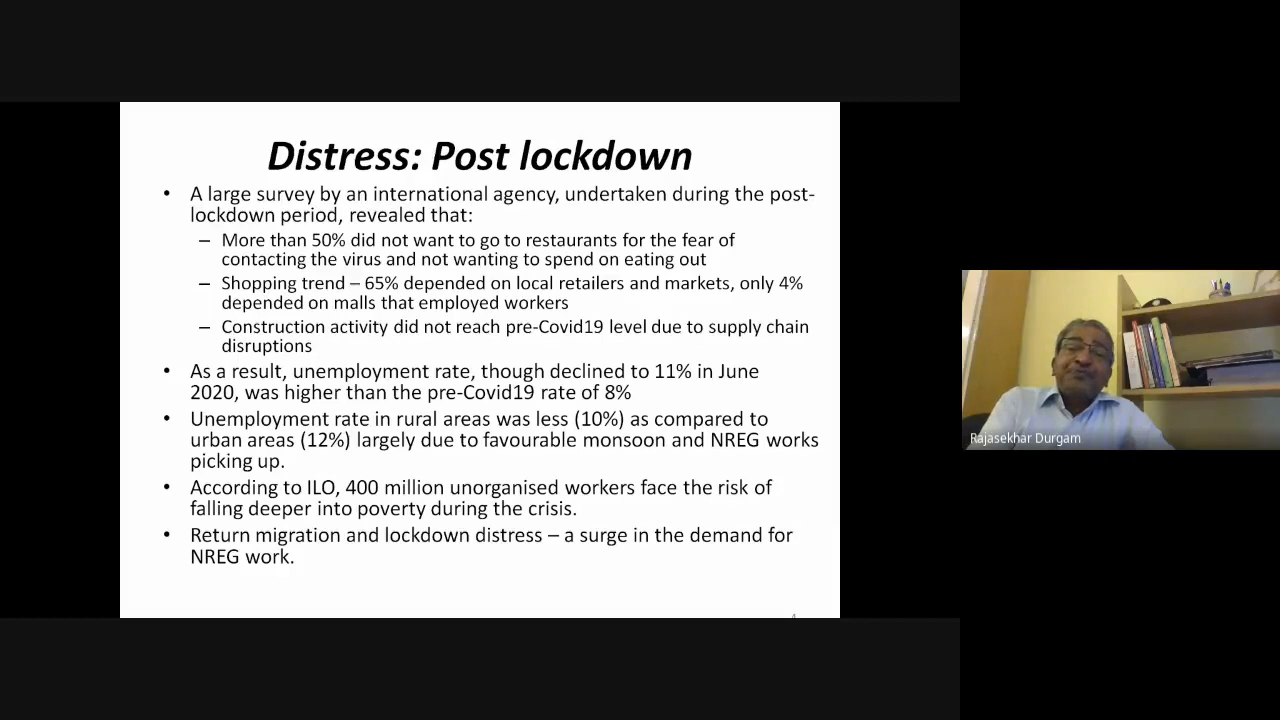 Distress: Post lockdown
• A large survey by an international agency, undertaken during the post-
lockdown period, revealed that:
– More than 50% did not want to go to restaurants for the fear of
contacting the virus and not wanting to spend on eating out
– Shopping trend – 65% depended on local retailers and markets, only 4%
depended on malls that employed workers
– Construction activity did not reach pre-Covid19 level due to supply chain
disruptions
• As a result, unemployment rate, though declined to 11% in June
2020, was higher than the pre-Covid19 rate of 8%
• Unemployment rate in rural areas was less (10%) as compared to
urban areas (12%) largely due to favourable monsoon and NREG works
picking up.
• According to ILO, 400 million unorganised workers face the risk of
falling deeper into poverty during the crisis.
• Return migration and lockdown distress – a surge in the demand for
NREG work.
Rajasekhar Durgam